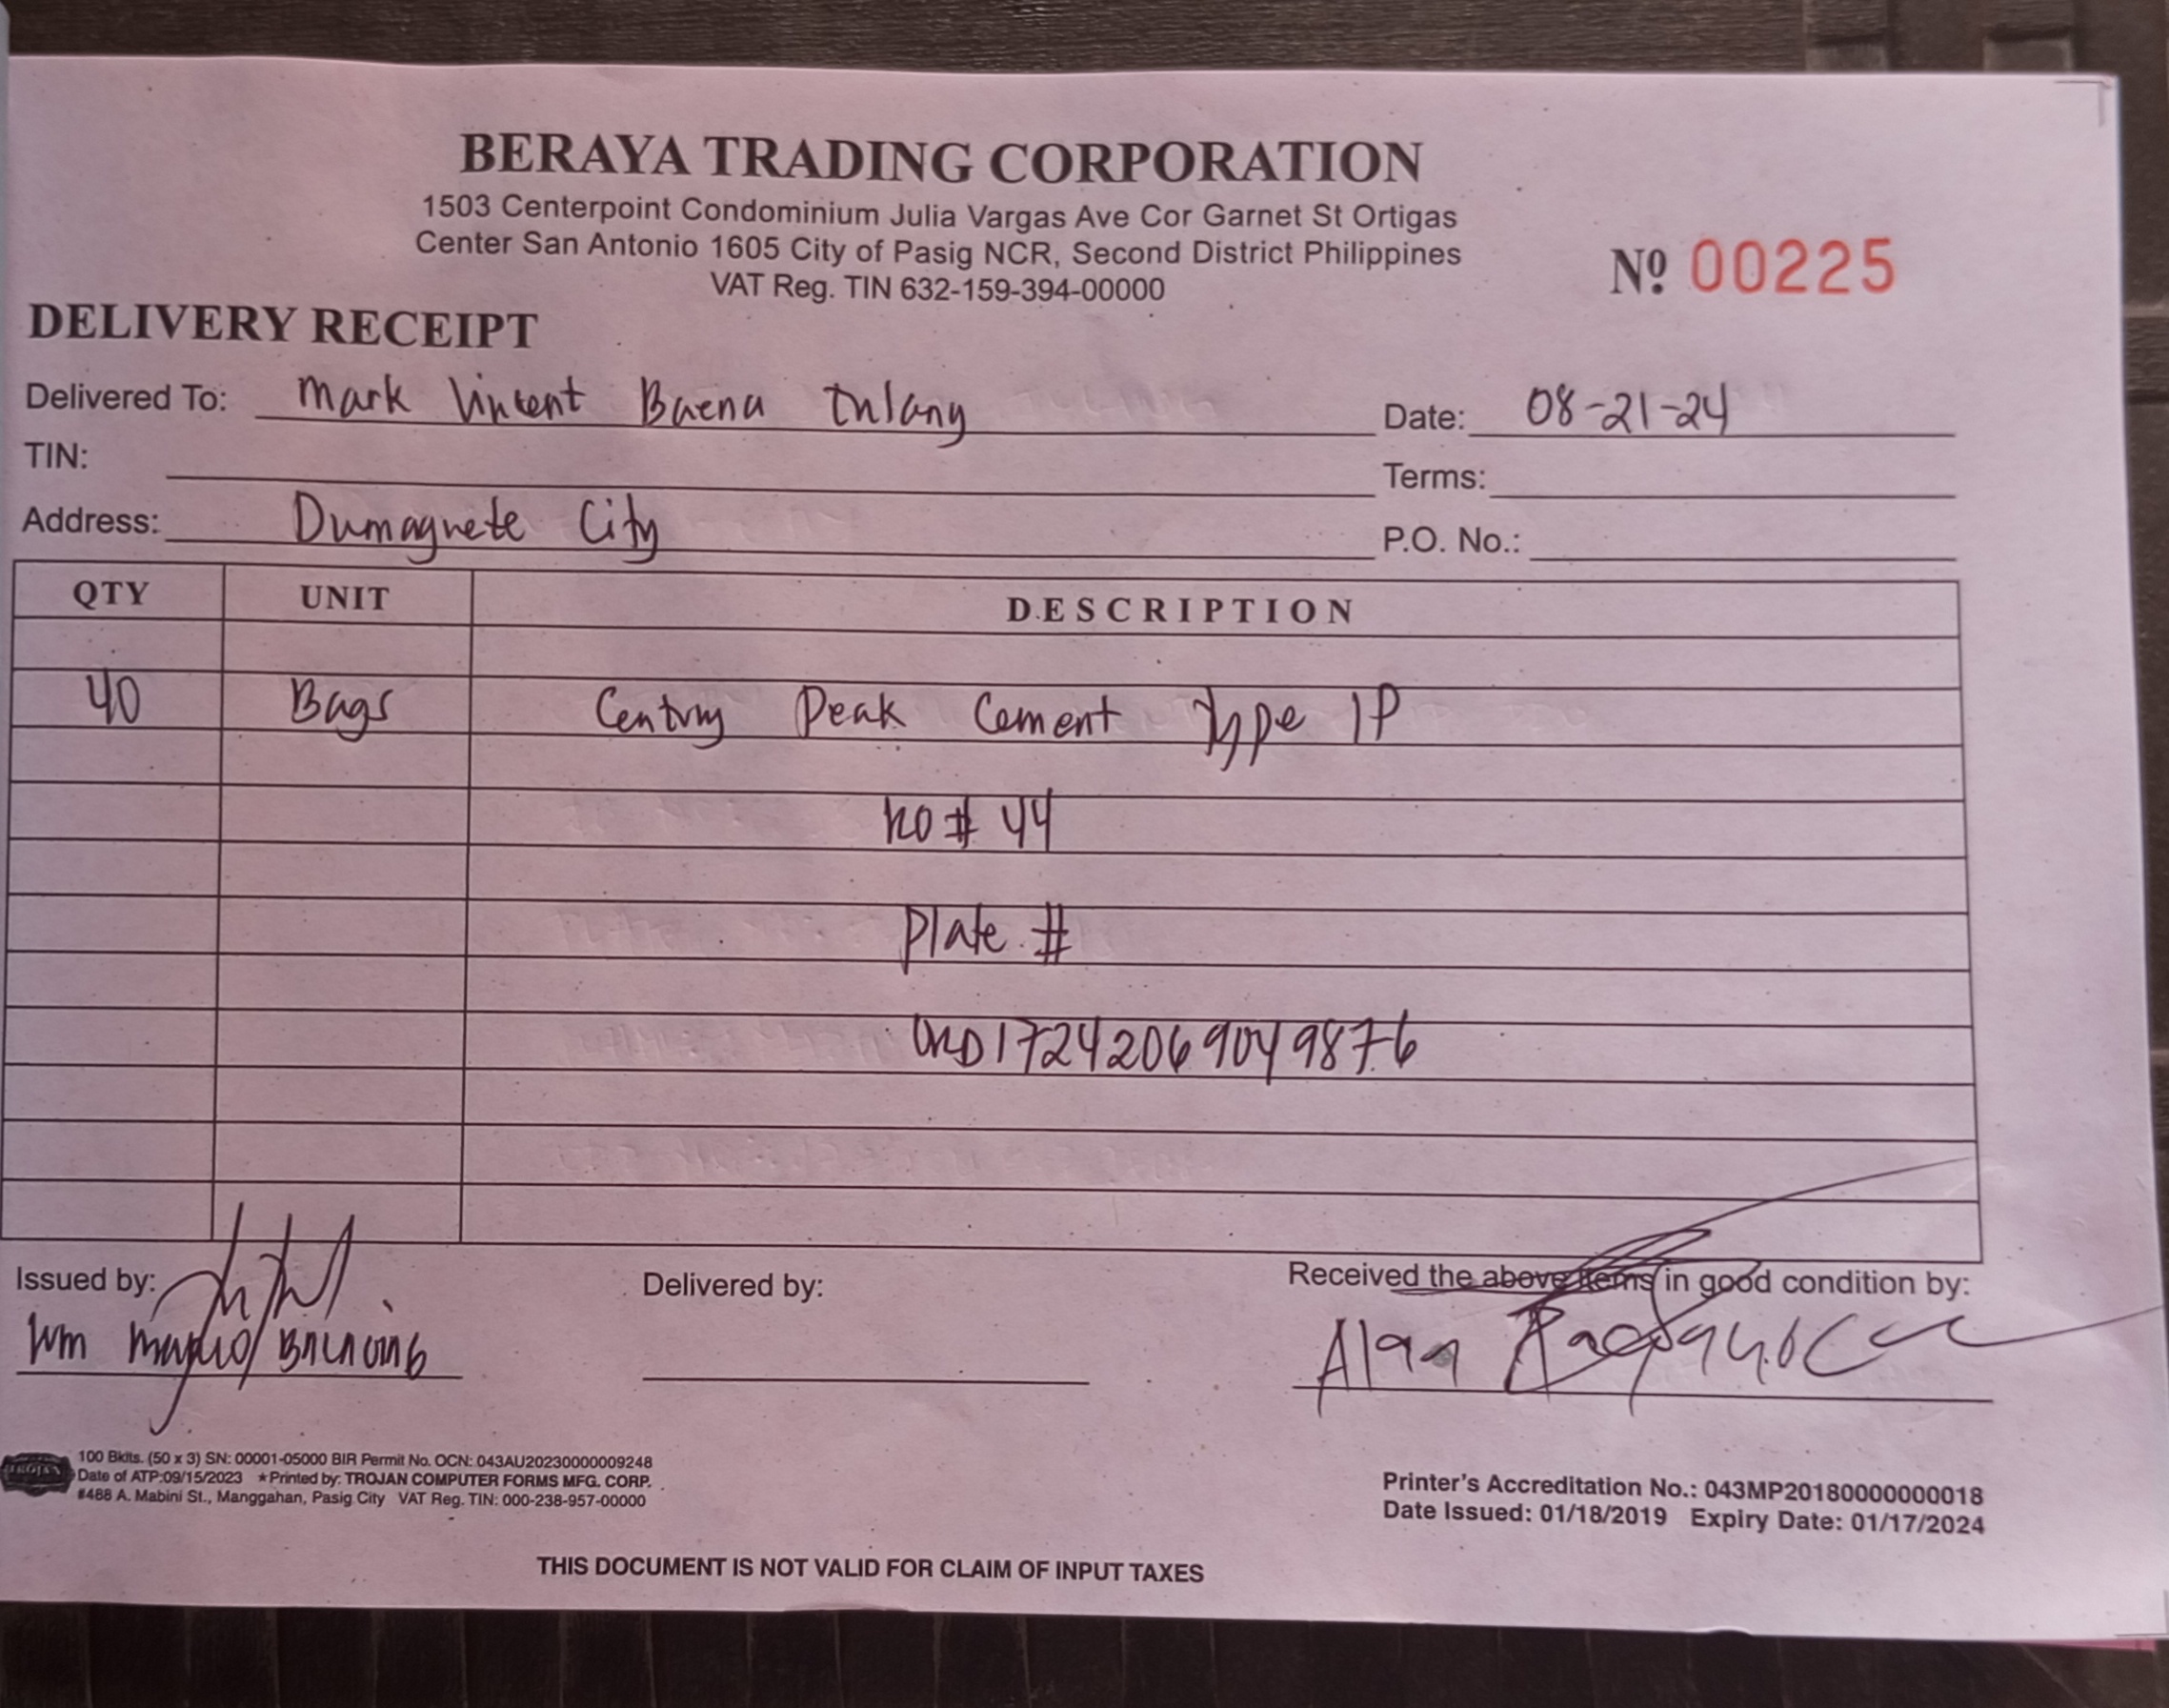 BERAYA TRADING CORPORATION
1503 Centerpoint Condominium Julia Vargas Ave Cor Garnet St Ortigas
Center San Antonio 1605 City of Pasig NCR, Second District Philippines
VAT Reg. TIN 632-159-394-00000
Nº 00225
DELIVERY RECEIPT
Delivered To: Mark Vincent Baena
Date: 08-21-24
TIN:
Terms:
Address: Dumagnete City
P.O. No.:
QTY UNIT DESCRIPTION
40 Bags Century Peak Cement Type 1P
# 44
Plate #
ORD17242069049876
Issued by:
Delivered by:
Received the above items in good condition by:
Alan
100 Bklts. (50 x 3) SN: 00001-05000 BIR Permit No. OCN: 043AU20230000009248
Date of ATP:09/15/2023 ★Printed by: TROJAN COMPUTER FORMS MFG. CORP.
#488 A. Mabini St., Manggahan, Pasig City VAT Reg. TIN: 000-238-957-00000
TROJAN
Printer's Accreditation No.: 043MP20180000000018
Date Issued: 01/18/2019 Expiry Date: 01/17/2024
THIS DOCUMENT IS NOT VALID FOR CLAIM OF INPUT TAXES